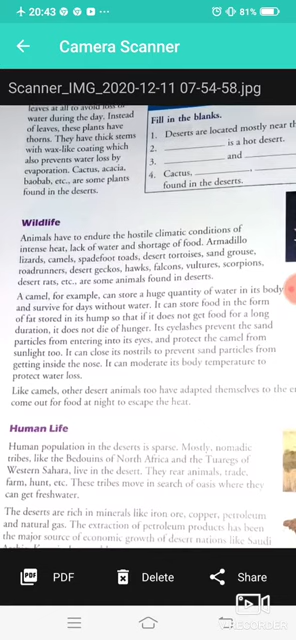 20:43
81%
Camera Scanner
Scanner_IMG_2020-12-11 07-54-58.jpg
leaves at all to avoid loss of
water during the day. Instead
of leaves, these plants have
thorns. They have thick stems
with wax-like coating which
also prevents water loss by
evaporation. Cactus, acacia,
baobab, etc., are some plants
found in the deserts.
Fill in the blanks.
1. Deserts are located mostly near th
2. ________ is a hot desert.
3. ________ and ________
4. Cactus, ________
found in the deserts.
Wildlife
Animals have to endure the hostile climatic conditions of
intense heat, lack of water and shortage of food. Armadillo
lizards, camels, spadefoot toads, desert tortoises, sand grouse,
roadrunners, desert geckos, hawks, falcons, vultures, scorpions,
desert rats, etc., are some animals found in deserts.
A camel, for example, can store a huge quantity of water in its body
and survive for days without water. It can store food in the form
of fat stored in its hump so that if it does not get food for a long
duration, it does not die of hunger. Its eyelashes prevent the sand
particles from entering into its eyes, and protect the camel from
sunlight too. It can close its nostrils to prevent sand particles from
getting inside the nose. It can moderate its body temperature to
protect water loss.
Like camels, other desert animals too have adapted themselves to the e
come out for food at night to escape the heat.
Human Life
Human population in the deserts is sparse. Mostly, nomadic
tribes, like the Bedouins of North Africa and the Tuaregs of
Western Sahara, live in the desert. They rear animals, trade,
farm, hunt, etc. These tribes move in search of oasis where they
can get freshwater.
The deserts are rich in minerals like iron ore, copper, petroleum
and natural gas. The extraction of petroleum products has been
the major source of economic growth of desert nations like Saudi
PDF
Delete
Share
RECORDER